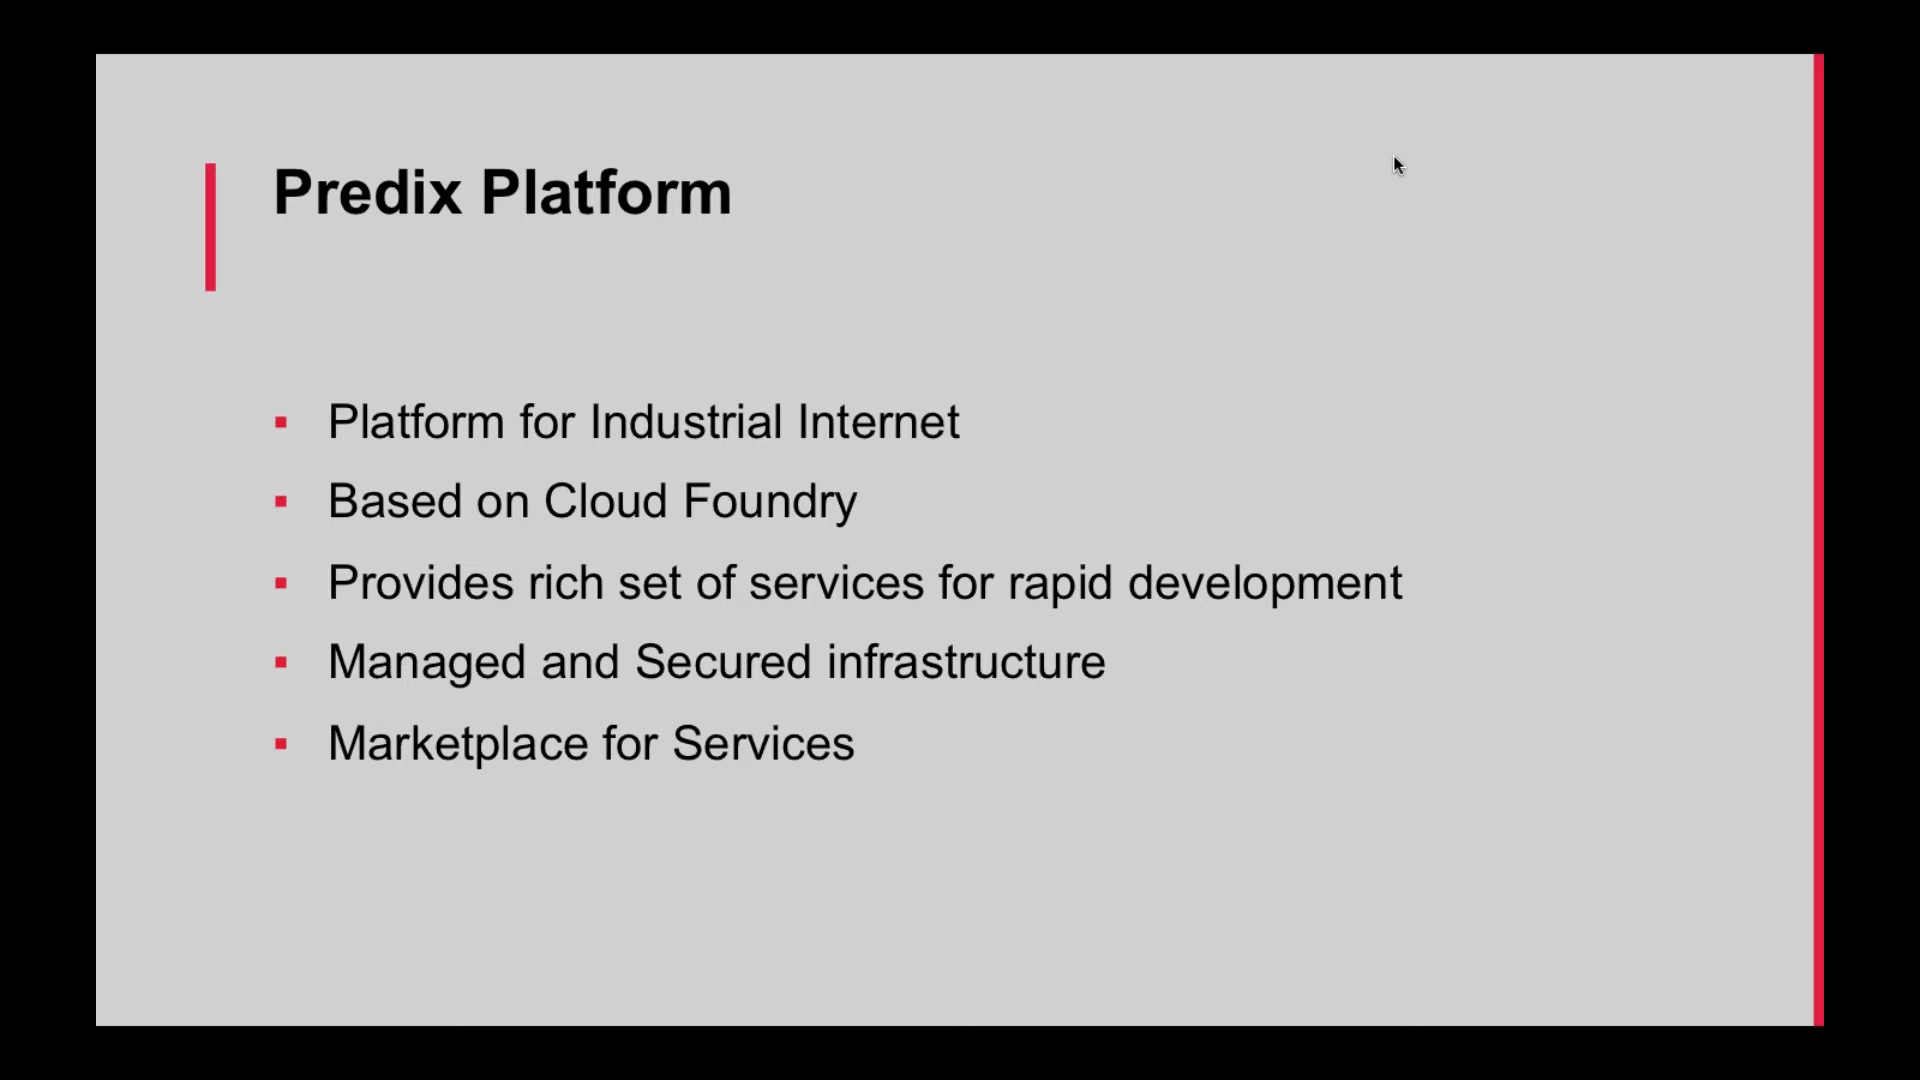 Predix Platform
Platform for Industrial Internet
Based on Cloud Foundry
Provides rich set of services for rapid development
Managed and Secured infrastructure
Marketplace for Services